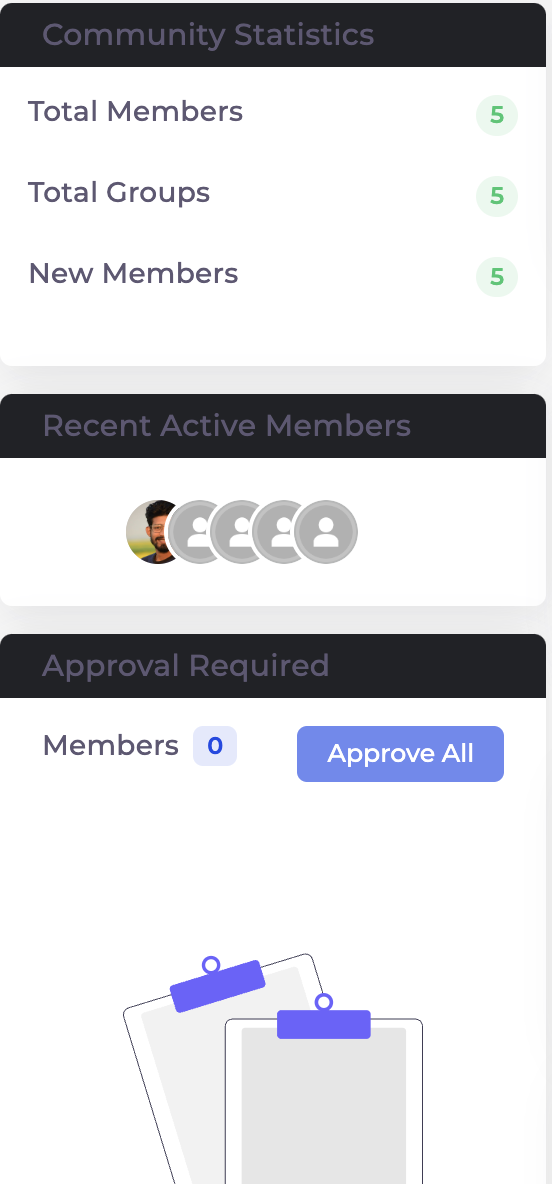 Community Statistics
Total Members 5
Total Groups 5
New Members 5
Recent Active Members
Approval Required
Members 0 Approve All